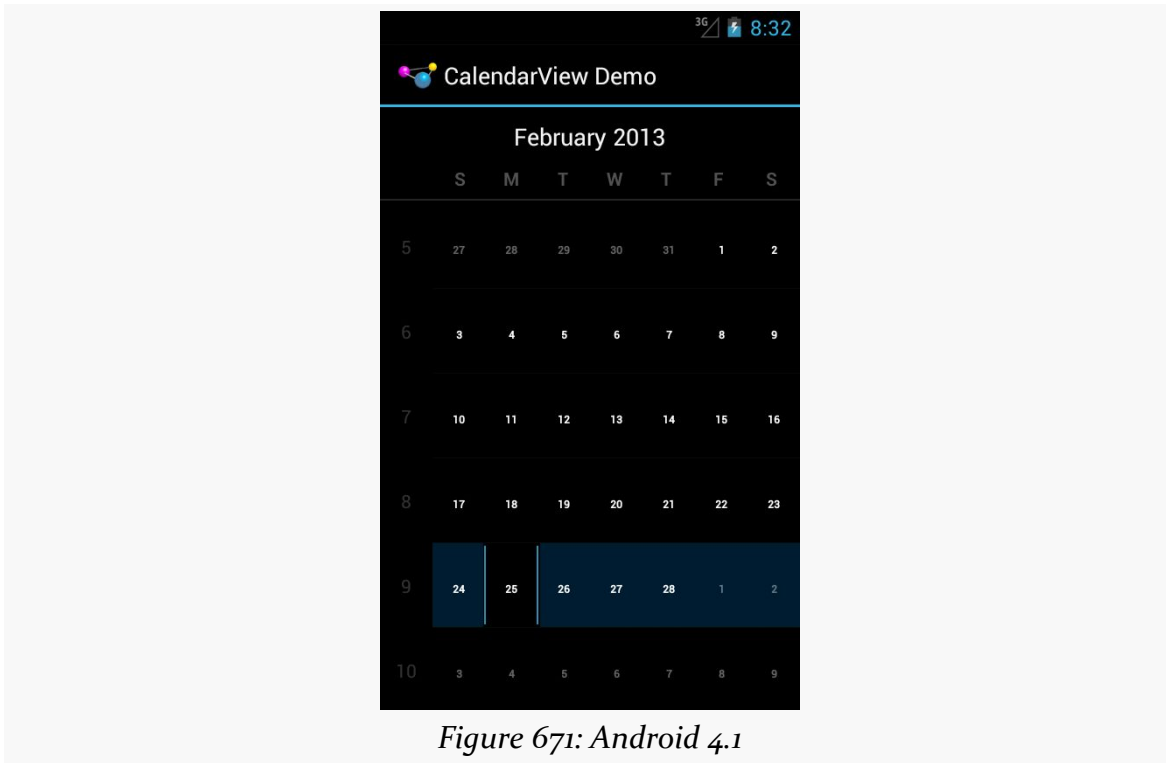 3G 8:32
CalendarView Demo
February 2013
S M T W T F S
5 27 28 29 30 31 1 2
6 3 4 5 6 7 8 9
7 10 11 12 13 14 15 16
8 17 18 19 20 21 22 23
9 24 25 26 27 28 1 2
10 3 4 5 6 7 8 9
Figure 671: Android 4.1